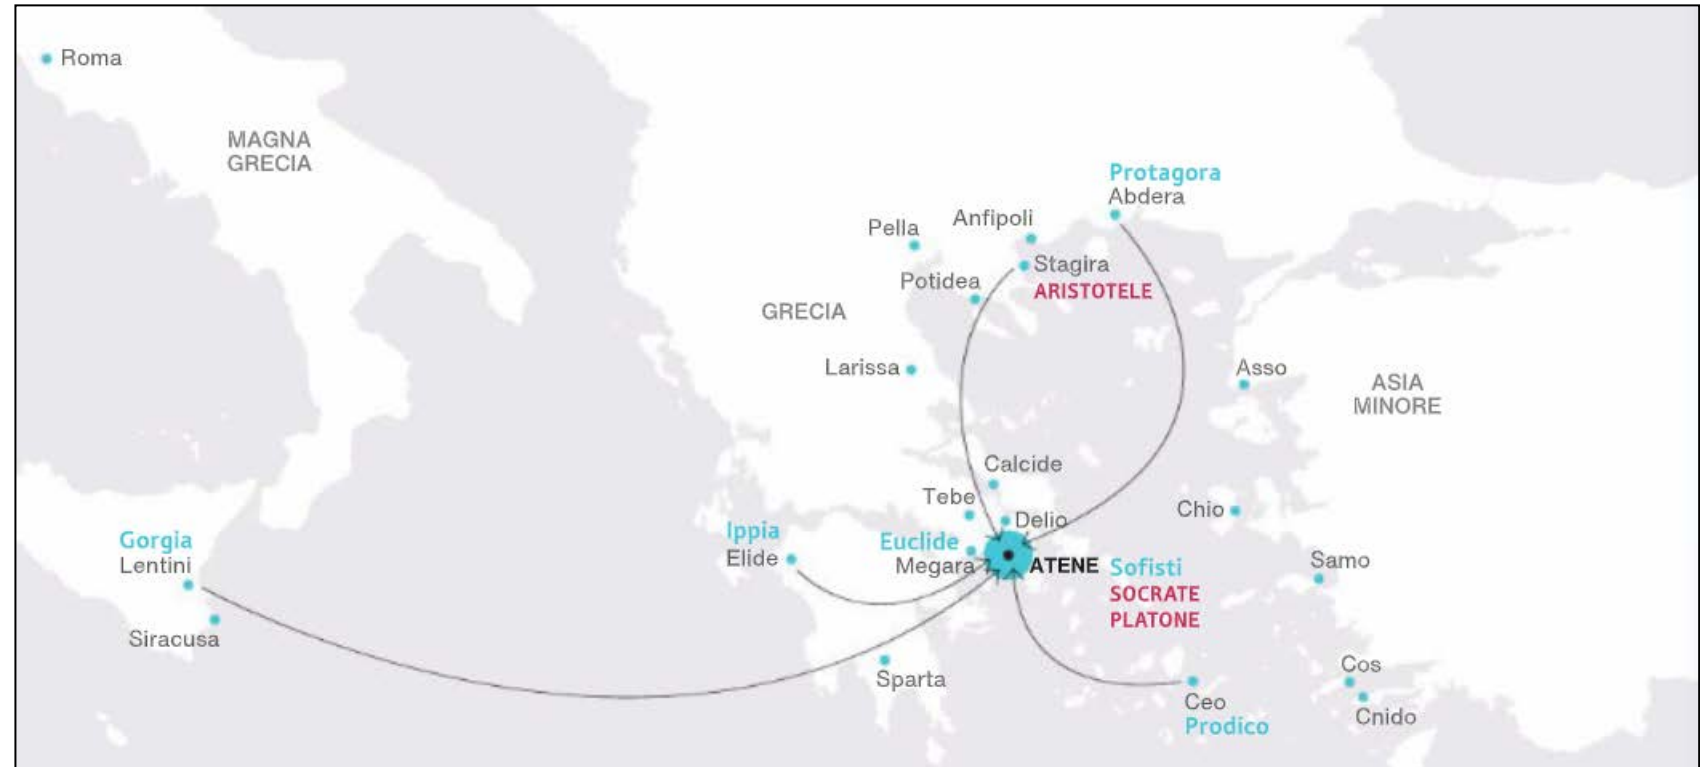 Roma
MAGNA
GRECIA
Protagora
Abdera
Anfipoli
Pella
Stagira
ARISTOTELE
Potidea
GRECIA
Larissa
Asso
ASIA
MINORE
Calcide
Tebe
Chio
Delio
Ippia
Elide
Euclide
Megara
ATENE
Sofisti
SOCRATE
PLATONE
Gorgia
Lentini
Samo
Siracusa
Sparta
Cos
Ceo
Prodico
Cnido